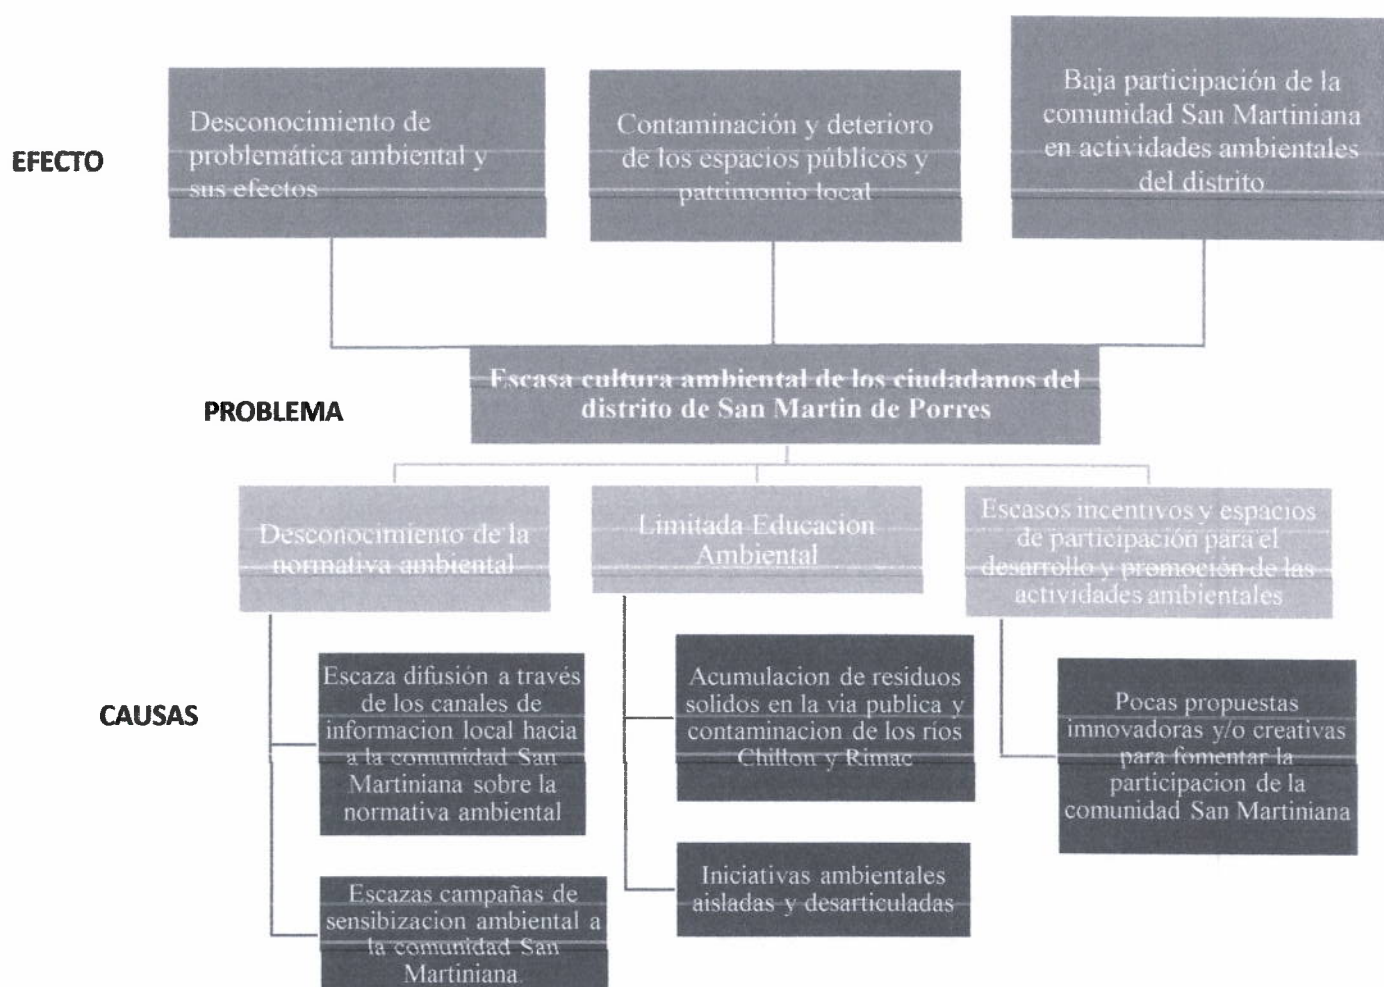 EFECTO
Desconocimiento de
problemática ambiental y
sus efectos
Contaminación y deterioro
de los espacios públicos y
patrimonio local
Baja participación de la
comunidad San Martiniana
en actividades ambientales
del distrito
PROBLEMA
Escasa cultura ambiental de los ciudadanos del
distrito de San Martin de Porres
CAUSAS
Desconocimiento de la
normativa ambiental
Escaza difusión a través
de los canales de
informacion local hacia
a la comunidad San
Martiniana sobre la
normativa ambiental
Escazas campañas de
sensibizacion ambiental a
la comunidad San
Martiniana.
Limitada Educacion
Ambiental
Acumulacion de residuos
solidos en la via publica y
contaminacion de los ríos
Chillon y Rimac
Iniciativas ambientales
aisladas y desarticuladas
Escasos incentivos y espacios
de participación para el
desarrollo y promoción de las
actividades ambientales
Pocas propuestas
imnovadoras y/o creativas
para fomentar la
participacion de la
comunidad San Martiniana